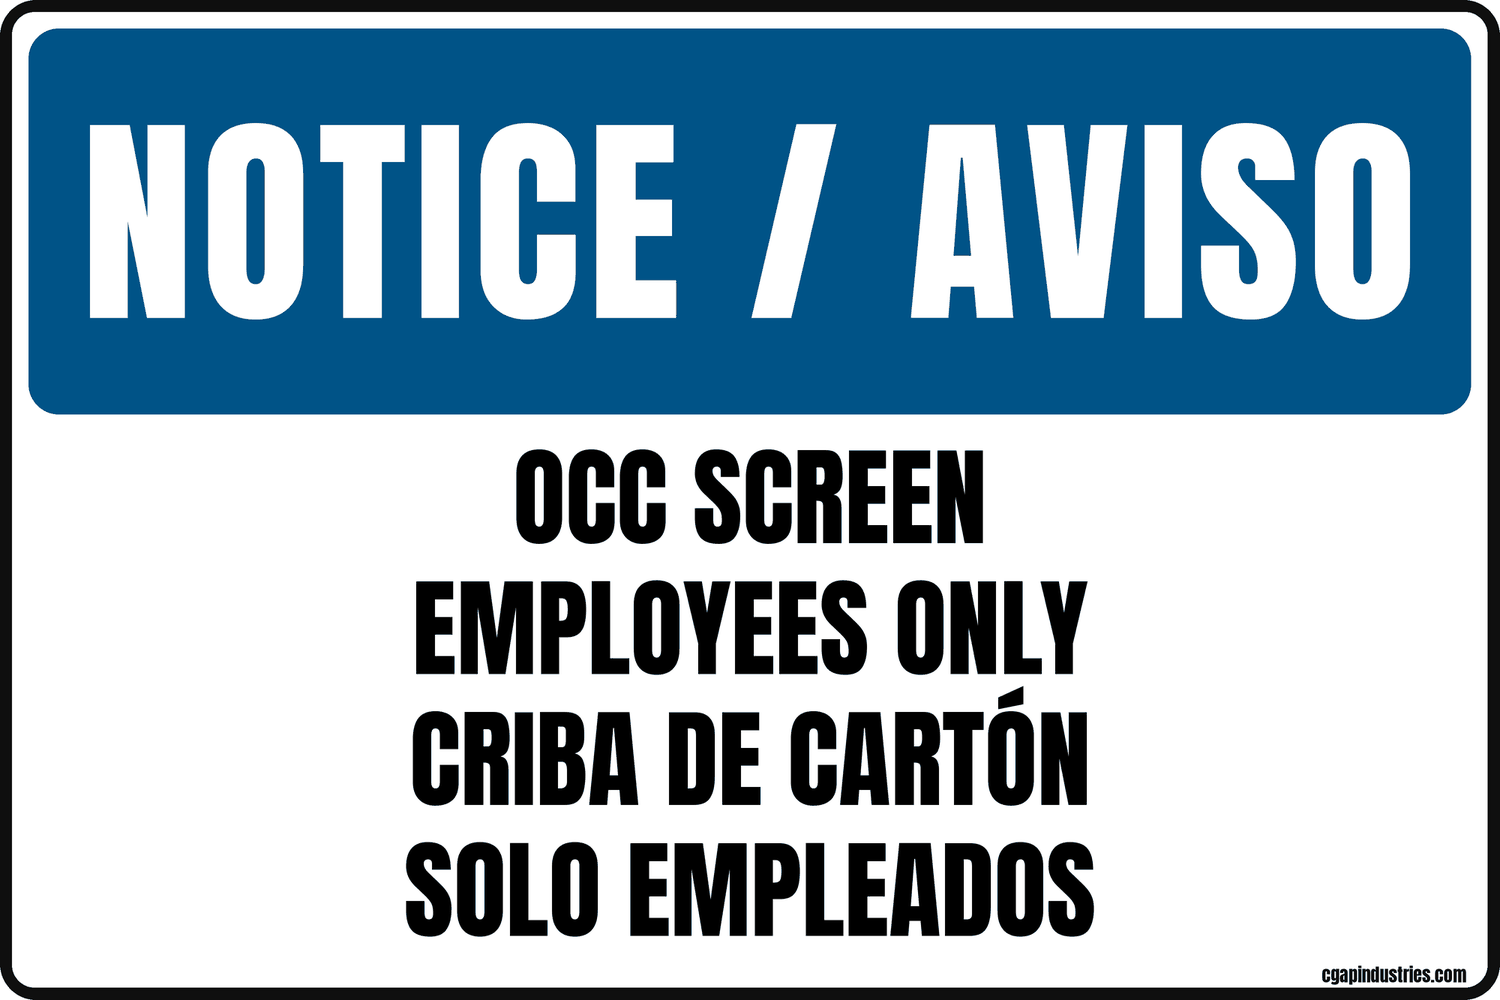 NOTICE / AVISO
OCC SCREEN
EMPLOYEES ONLY
CRIBA DE CARTÓN
SOLO EMPLEADOS
cgapindustries.com